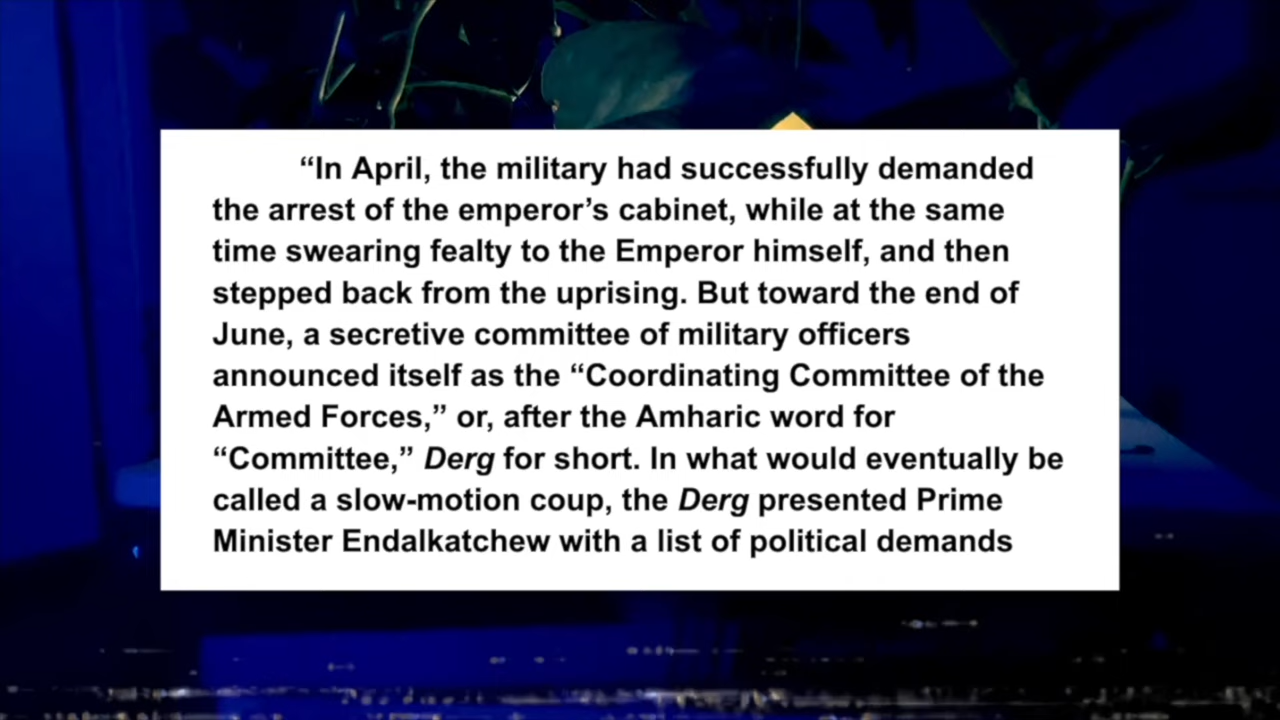 “In April, the military had successfully demanded
the arrest of the emperor’s cabinet, while at the same
time swearing fealty to the Emperor himself, and then
stepped back from the uprising. But toward the end of
June, a secretive committee of military officers
announced itself as the “Coordinating Committee of the
Armed Forces,” or, after the Amharic word for
“Committee,” Derg for short. In what would eventually be
called a slow-motion coup, the Derg presented Prime
Minister Endalkatchew with a list of political demands